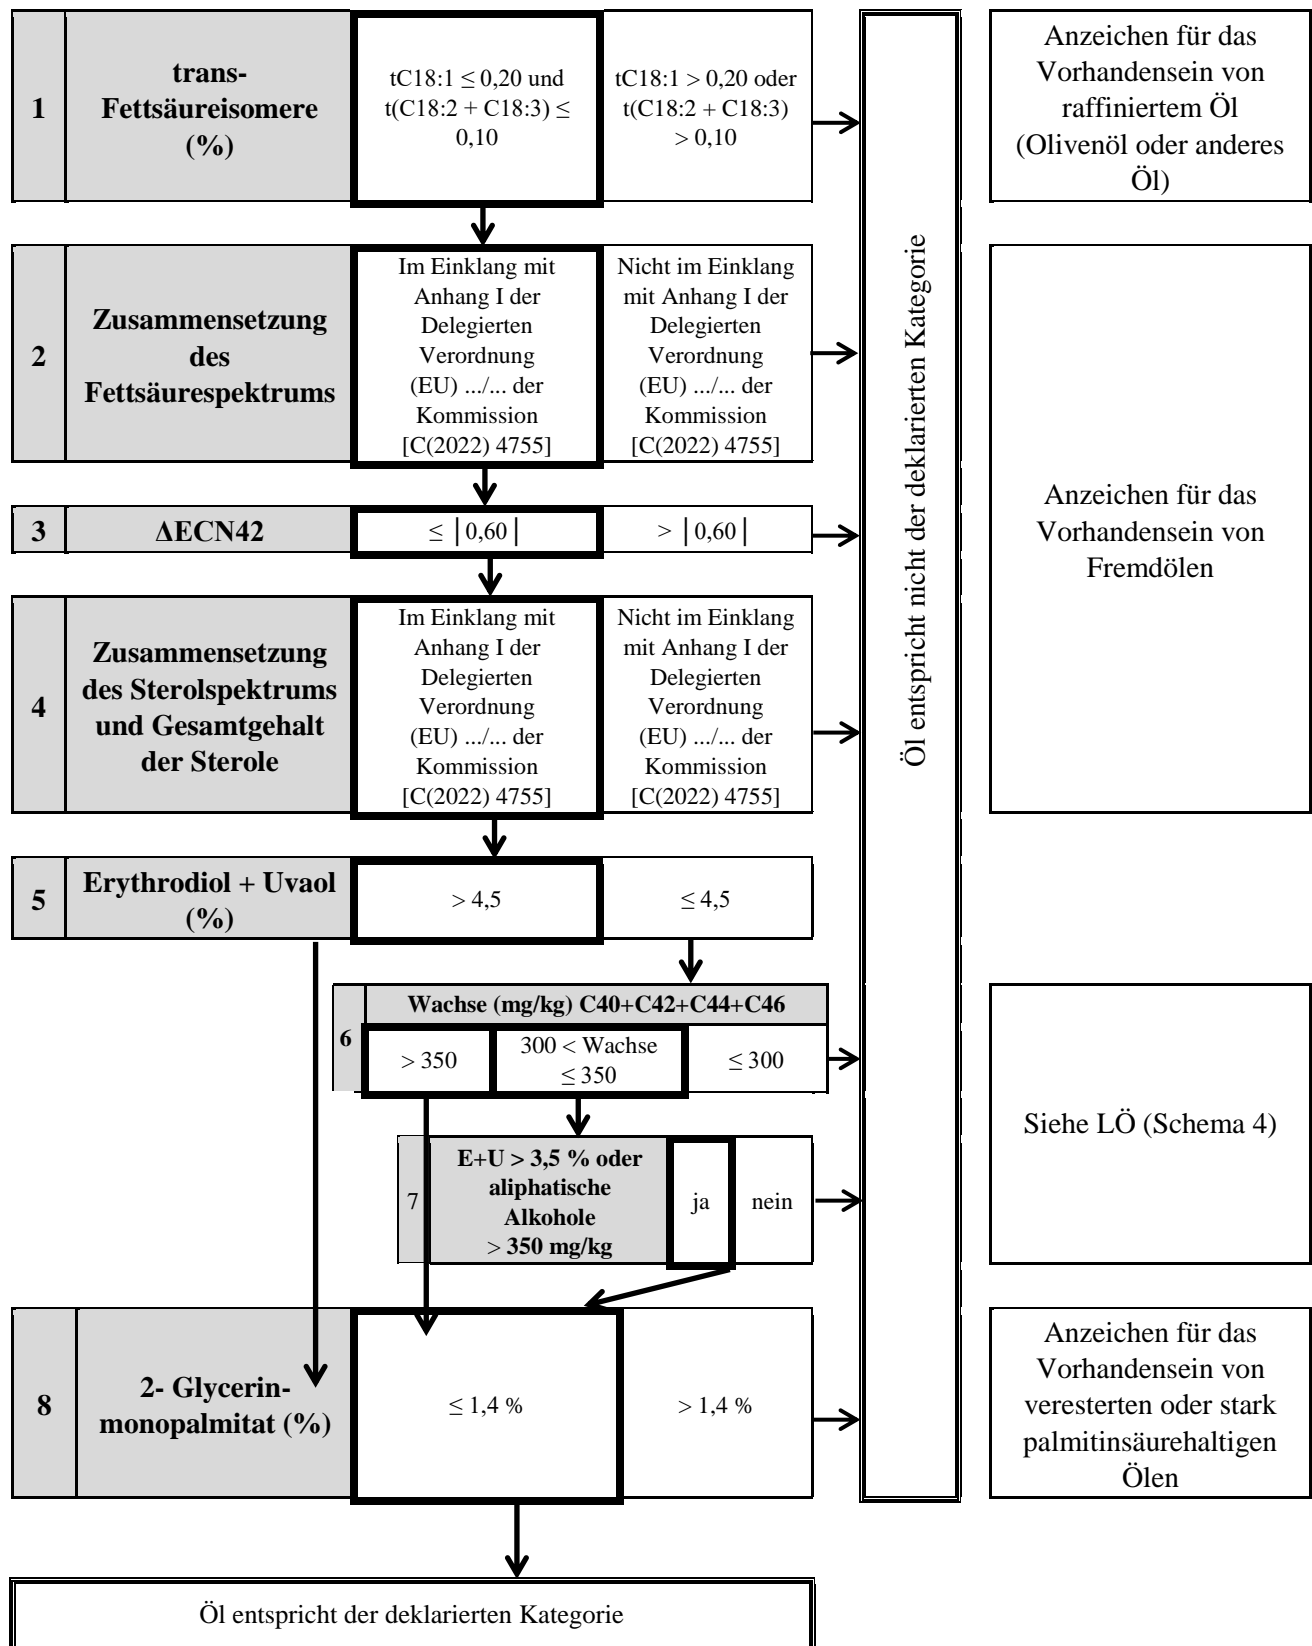 1
trans-
Fettsäureisomere
(%)
tC18:1 ≤ 0,20 und
t(C18:2 + C18:3) ≤
0,10
tC18:1 > 0,20 oder
t(C18:2 + C18:3)
> 0,10
Anzeichen für das
Vorhandensein von
raffiniertem Öl
(Olivenöl oder anderes
Öl)
Öl entspricht nicht der deklarierten Kategorie
2
Zusammensetzung
des
Fettsäurespektrums
Im Einklang mit
Anhang I der
Delegierten
Verordnung
(EU) .../... der
Kommission
[C(2022) 4755]
Nicht im Einklang
mit Anhang I der
Delegierten
Verordnung
(EU) .../... der
Kommission
[C(2022) 4755]
Anzeichen für das
Vorhandensein von
Fremdölen
3
ΔECN42
≤ │0,60│
> │0,60│
4
Zusammensetzung
des Sterolspektrums
und Gesamtgehalt
der Sterole
Im Einklang mit
Anhang I der
Delegierten
Verordnung
(EU) .../... der
Kommission
[C(2022) 4755]
Nicht im Einklang
mit Anhang I der
Delegierten
Verordnung
(EU) .../... der
Kommission
[C(2022) 4755]
5
Erythrodiol + Uvaol
(%)
> 4,5
≤ 4,5
6
Wachse (mg/kg) C40+C42+C44+C46
> 350
300 < Wachse
≤ 350
≤ 300
Siehe LÖ (Schema 4)
7
E+U > 3,5 % oder
aliphatische
Alkohole
> 350 mg/kg
ja
nein
8
2- Glycerin-
monopalmitat (%)
≤ 1,4 %
> 1,4 %
Anzeichen für das
Vorhandensein von
veresterten oder stark
palmitinsäurehaltigen
Ölen
Öl entspricht der deklarierten Kategorie